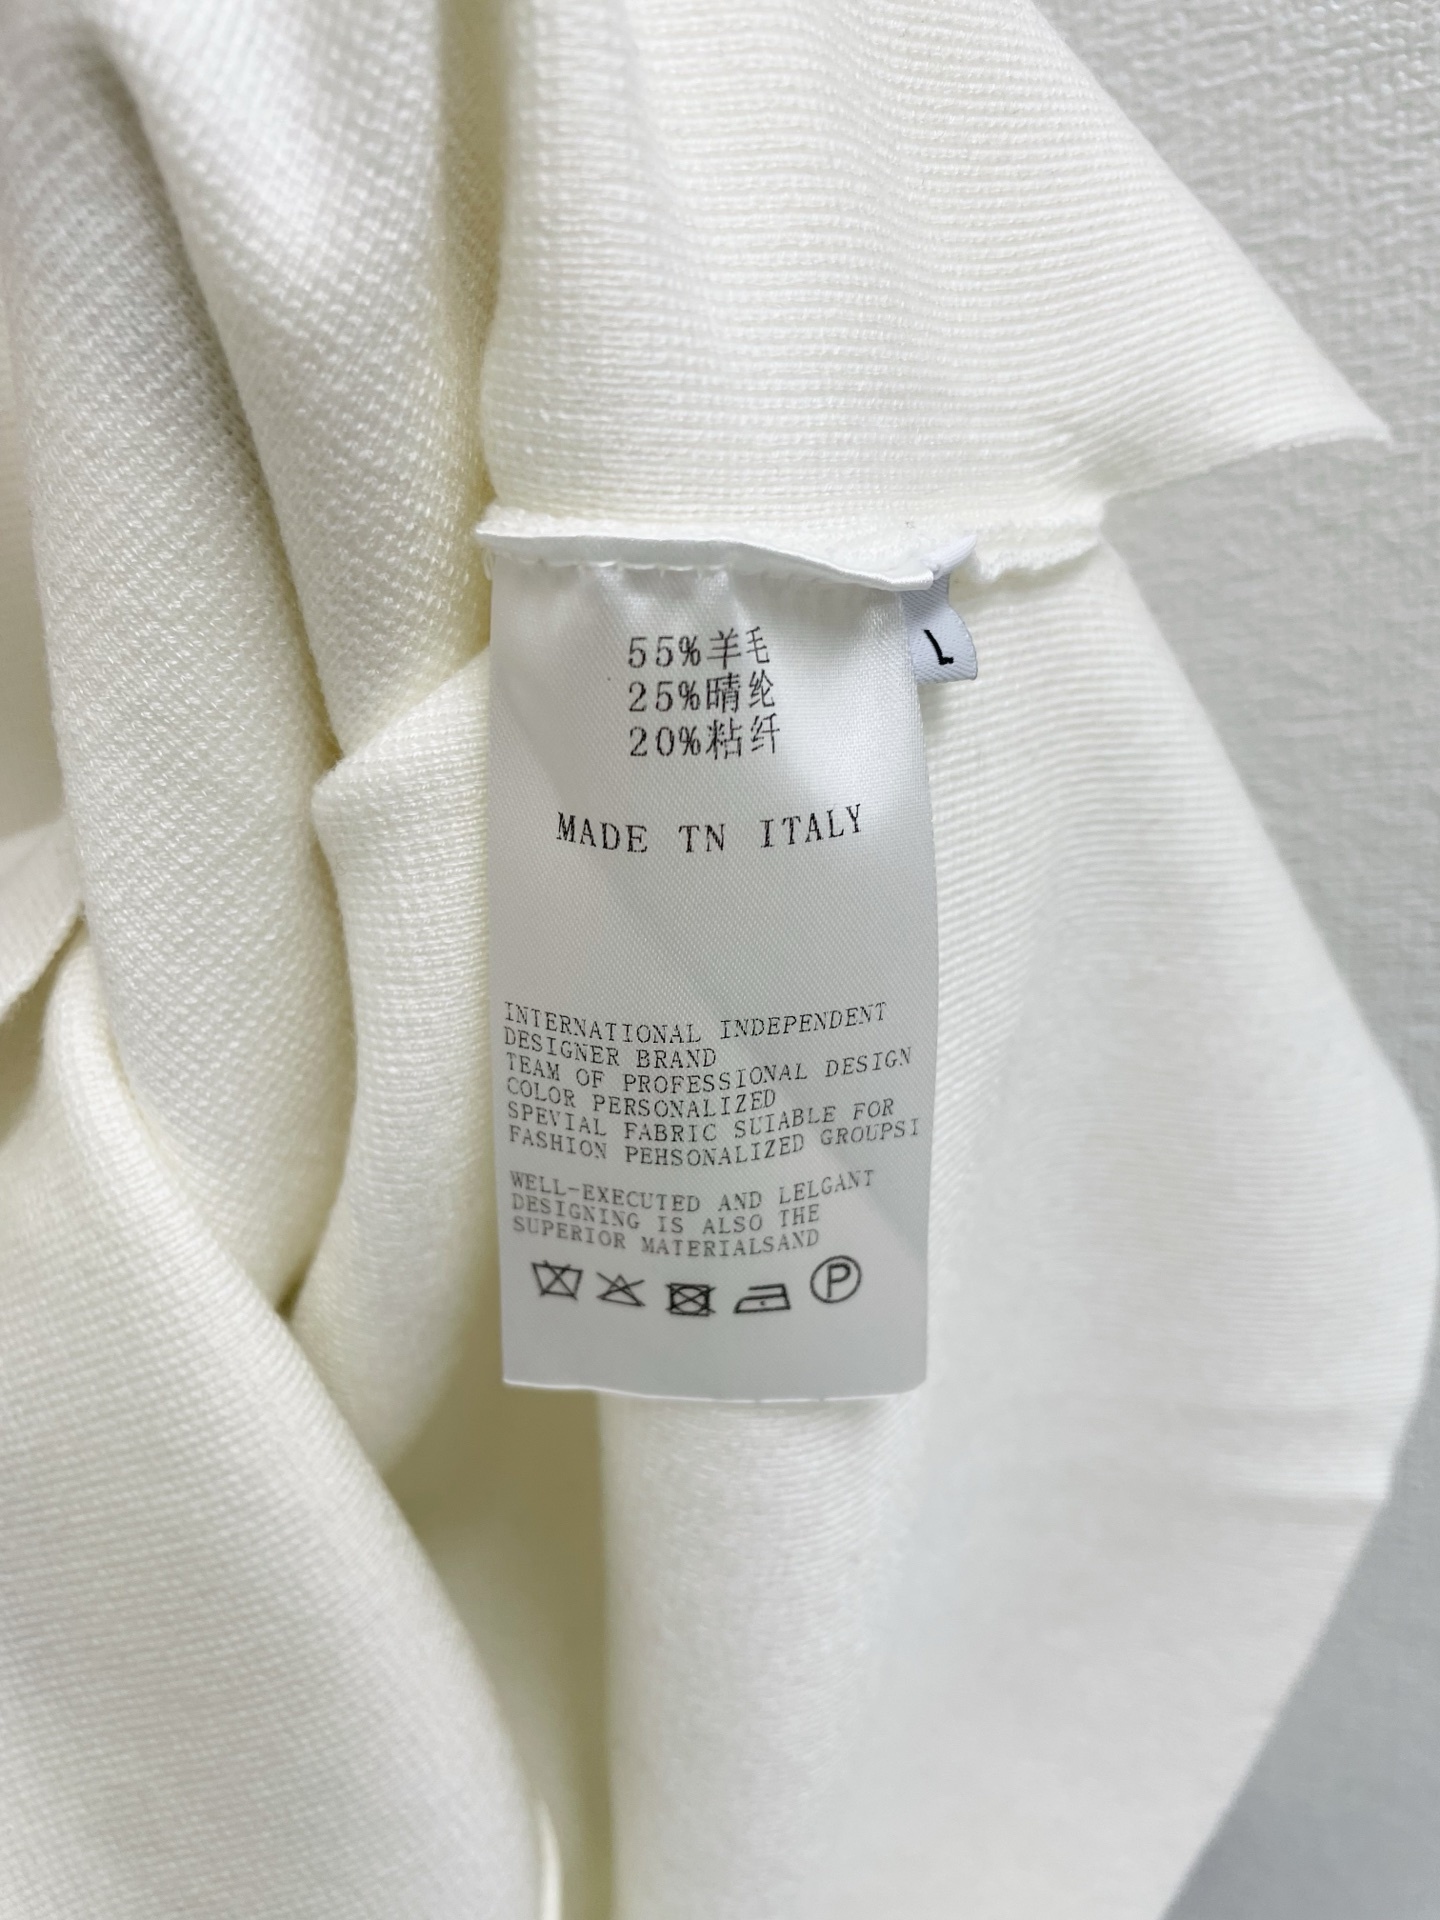 55%羊毛
25%晴纶
20%粘纤
L
MADE TN ITALY
INTERNATIONAL INDEPENDENT
DESIGNER BRAND
TEAM OF PROFESSIONAL DESIGN
COLOR PERSONALIZED
SPEVIAL FABRIC SUIABLE FOR
FASHION PEHSONALIZED GROUPSI
WELL-EXECUTED AND LELGANT
DESIGNING IS ALSO THE
SUPERIOR MATERIALSAND
P